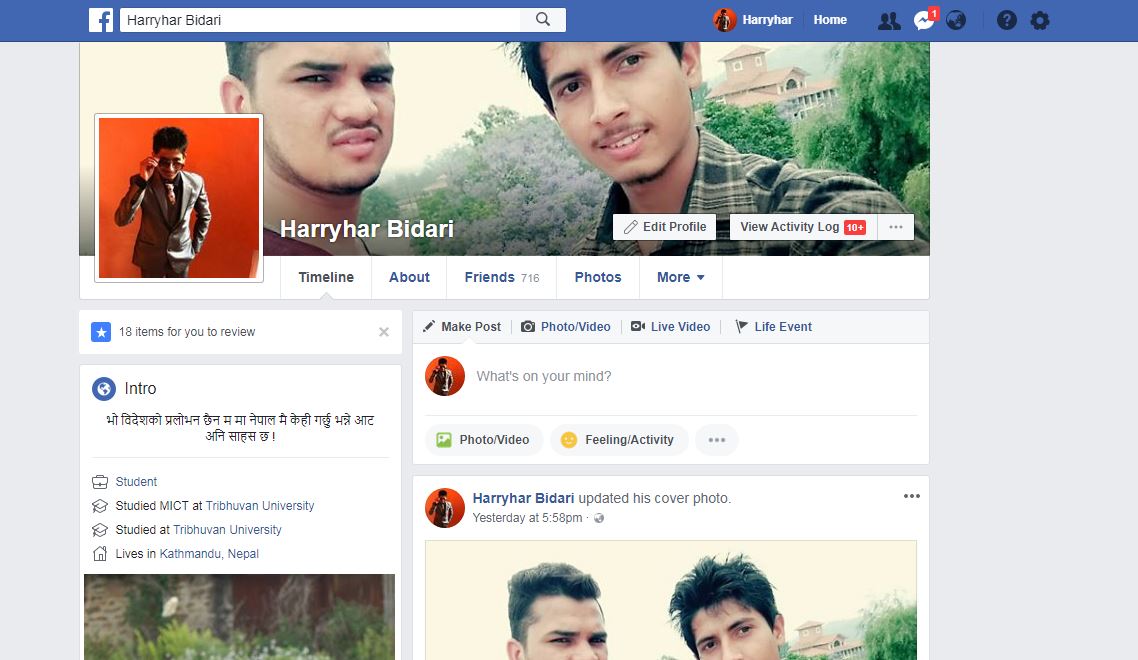 Harryhar Bidari
Harryhar Home 1
Harryhar Bidari
Edit Profile View Activity Log 10+
Timeline About Friends 716 Photos More
18 items for you to review
Make Post Photo/Video Live Video Life Event
What's on your mind?
Intro
भो विदेशको प्रलोभन छैन म मा नेपाल मै केही गर्छु भन्ने आट
अनि साहस छ !
Photo/Video Feeling/Activity
Student
Studied MICT at Tribhuvan University
Studied at Tribhuvan University
Lives in Kathmandu, Nepal
Harryhar Bidari updated his cover photo.
Yesterday at 5:58pm ·